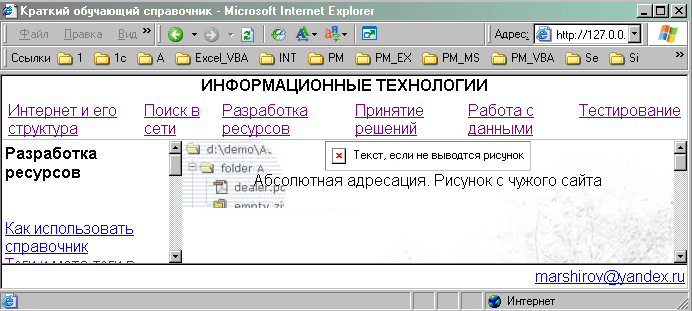 Краткий обучающий справочник - Microsoft Internet Explorer
Файл Правка Вид » Адрес: http://127.0.0.
Ссылки 1 1c A Excel_VBA INT PM PM_EX PM_MS PM_VBA Se Si
ИНФОРМАЦИОННЫЕ ТЕХНОЛОГИИ
Интернет и его структура
Поиск в сети
Разработка ресурсов
Принятие решений
Работа с данными
Тестирование
Разработка
ресурсов
Как использовать
справочник
Теги и мета-теги в
d:\demo\A.
folder A
dealer.pc
empty.zi
Текст, если не выводтся рисунок
Абсолютная адресация. Рисунок с чужого сайта
marshirov@yandex.ru
Интернет